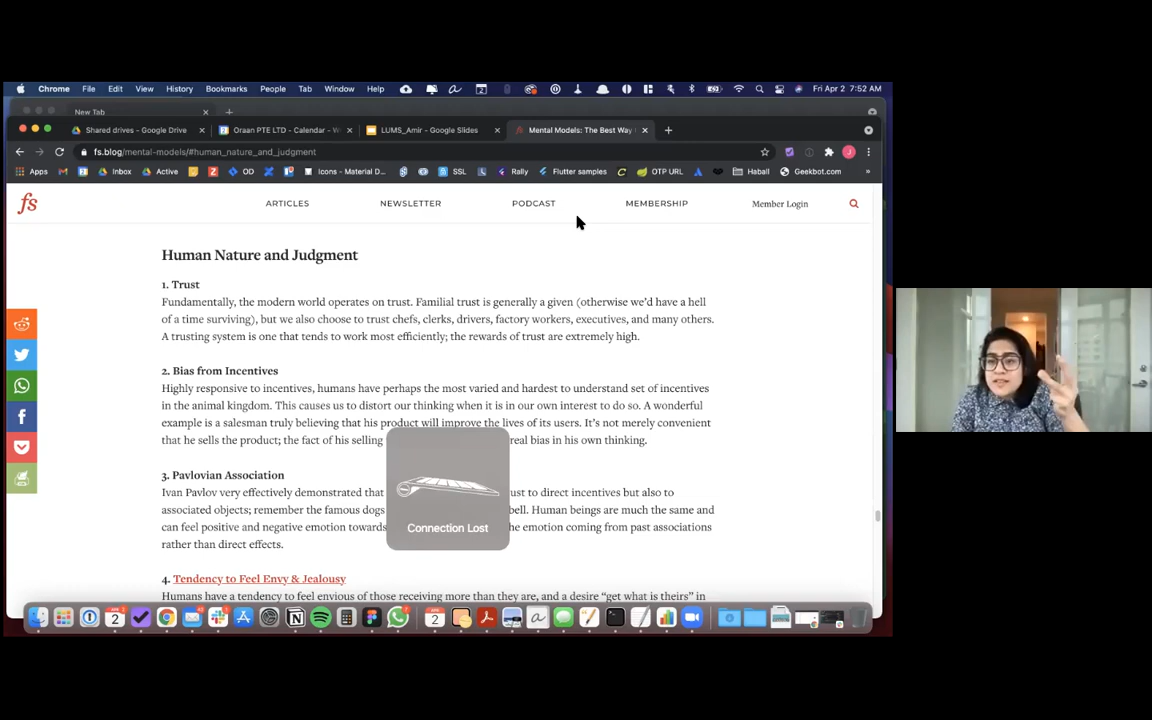 Chrome File Edit View History Bookmarks People Tab Window Help Fri Apr 2 7:52 AM
New Tab
Shared drives - Google Drive Oraan PTE LTD - Calendar - W LUMS_Amir - Google Slides Mental Models: The Best Way
fs.blog/mental-models/#human_nature_and_judgment
Apps Inbox Active OD Icons - Material D... SSL Rally Flutter samples OTP URL Haball Geekbot.com »
fs ARTICLES NEWSLETTER PODCAST MEMBERSHIP Member Login
Human Nature and Judgment
1. Trust
Fundamentally, the modern world operates on trust. Familial trust is generally a given (otherwise we'd have a hell
of a time surviving), but we also choose to trust chefs, clerks, drivers, factory workers, executives, and many others.
A trusting system is one that tends to work most efficiently; the rewards of trust are extremely high.
2. Bias from Incentives
Highly responsive to incentives, humans have perhaps the most varied and hardest to understand set of incentives
in the animal kingdom. This causes us to distort our thinking when it is in our own interest to do so. A wonderful
example is a salesman truly believing that his product will improve the lives of its users. It's not merely convenient
that he sells the product; the fact of his selling real bias in his own thinking.
3. Pavlovian Association
Ivan Pavlov very effectively demonstrated that ust to direct incentives but also to
associated objects; remember the famous dogs bell. Human beings are much the same and
can feel positive and negative emotion towards he emotion coming from past associations
rather than direct effects.
Connection Lost
4. Tendency to Feel Envy & Jealousy
Humans have a tendency to feel envious of those receiving more than they are, and a desire "get what is theirs" in